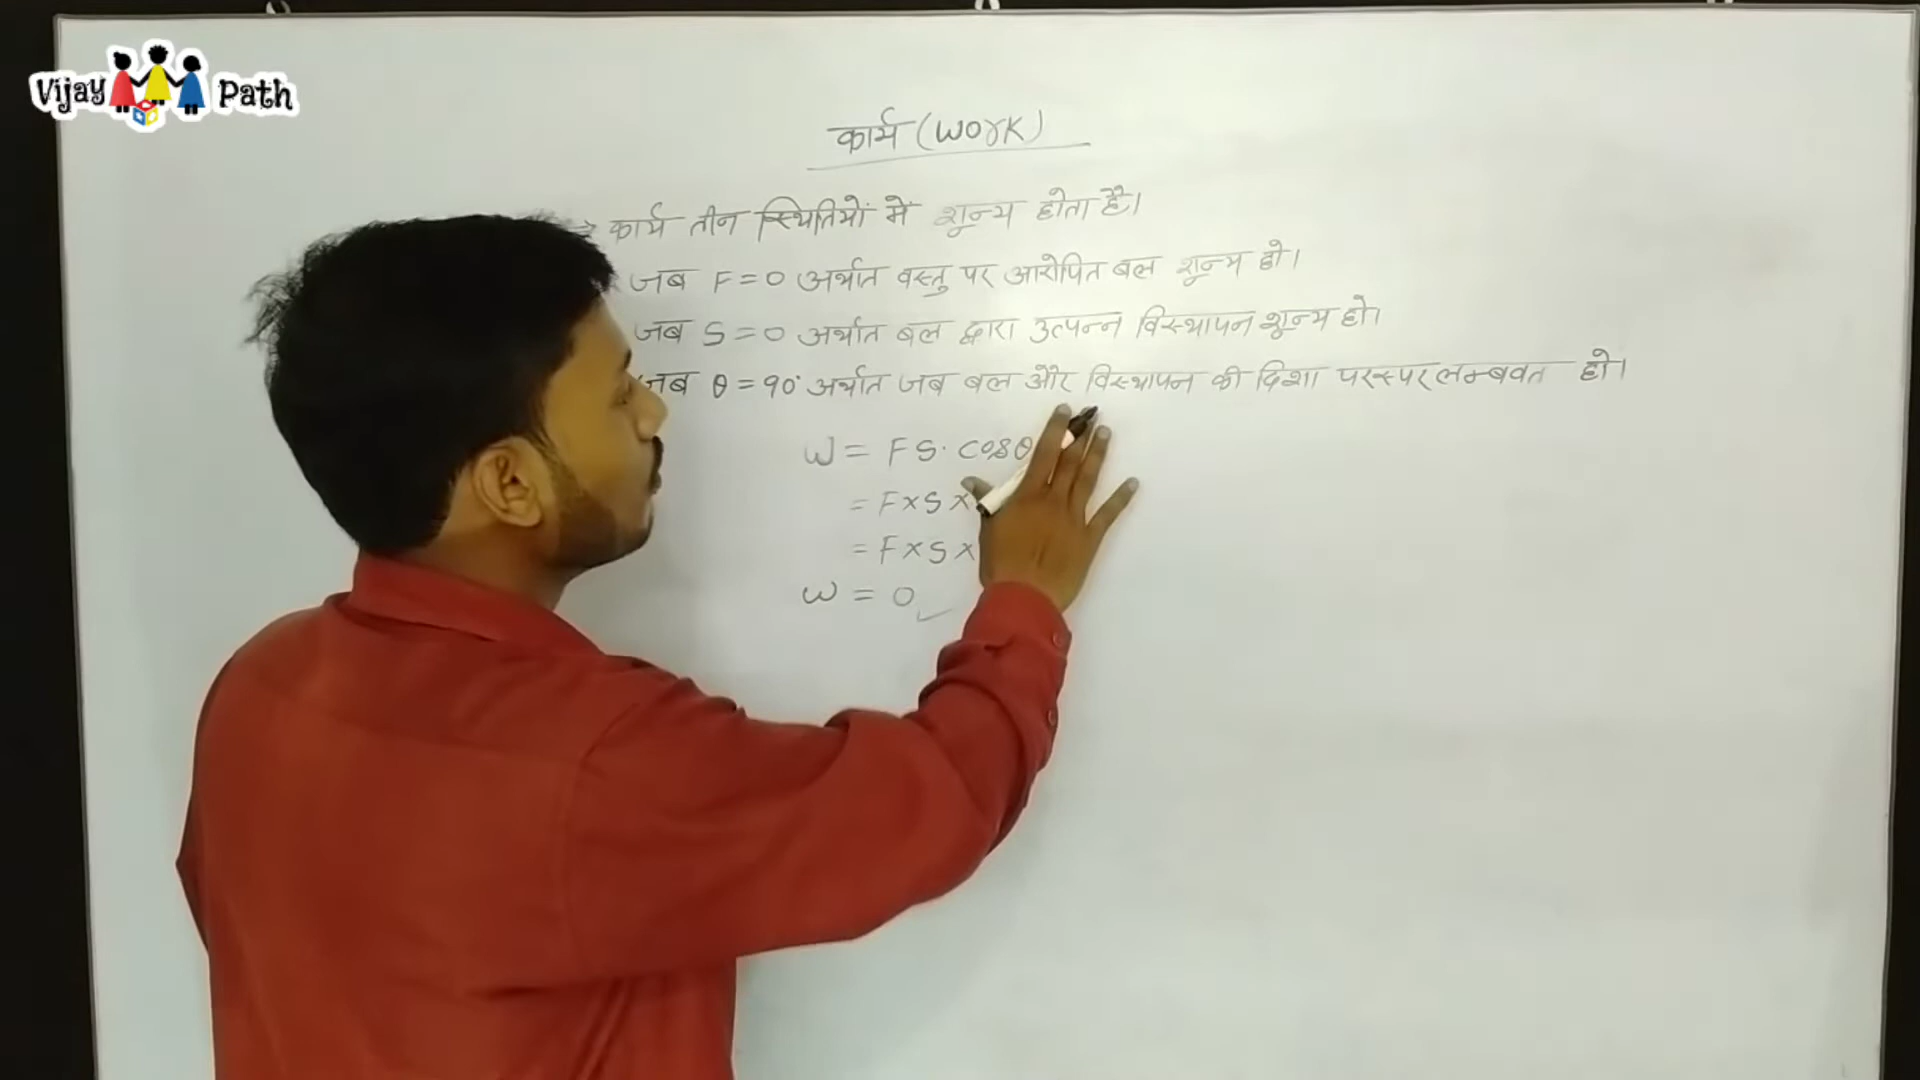 Vijay Path
कार्य (WORK)
कार्य तीन स्थितियों में शून्य होता है।
जब F = 0 अर्थात वस्तु पर आरोपित बल शून्य हो।
जब S = 0 अर्थात बल द्वारा उत्पन्न विस्थापन शून्य हो।
जब θ = 90° अर्थात जब बल और विस्थापन की दिशा परस्पर लम्बवत हो।
W = F S. cosθ
= F×S×
= F×S×
W = 0